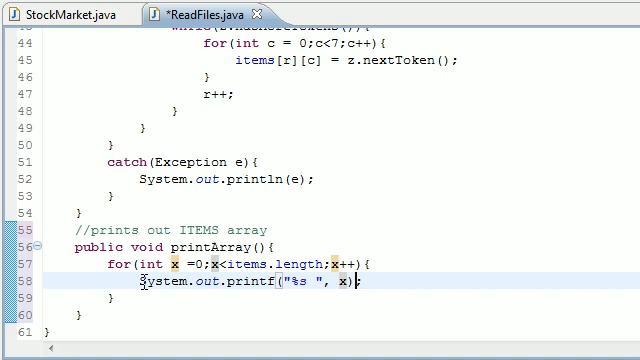 StockMarket.java
*ReadFiles.java
44 for(int c = 0;c<7;c++){
45 items[r][c] = z.nextToken();
46 }
47 r++;
48 }
49 }
50 }
51 catch(Exception e){
52 System.out.println(e);
53 }
54 }
55 //prints out ITEMS array
56 public void printArray(){
57 for(int x =0;x<items.length;x++){
58 System.out.printf("%s ", x);
59 }
60 }
61 }